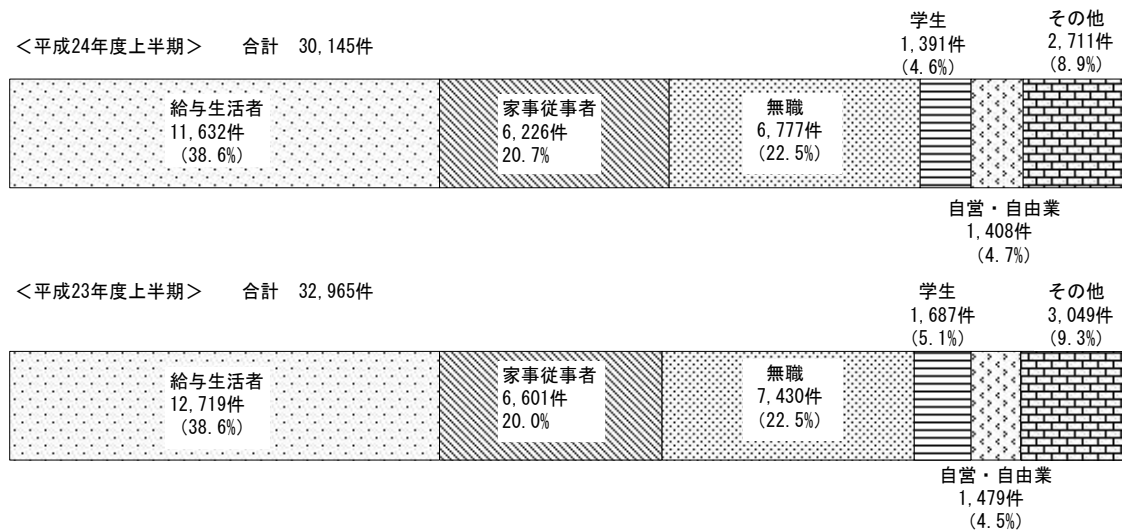 ＜平成24年度上半期＞　合計　30,145件
学生
1,391件
(4.6%)
その他
2,711件
(8.9%)
給与生活者
11,632件
(38.6%)
家事従事者
6,226件
20.7%
無職
6,777件
(22.5%)
自営・自由業
1,408件
(4.7%)
＜平成23年度上半期＞　合計　32,965件
学生
1,687件
(5.1%)
その他
3,049件
(9.3%)
給与生活者
12,719件
(38.6%)
家事従事者
6,601件
20.0%
無職
7,430件
(22.5%)
自営・自由業
1,479件
(4.5%)